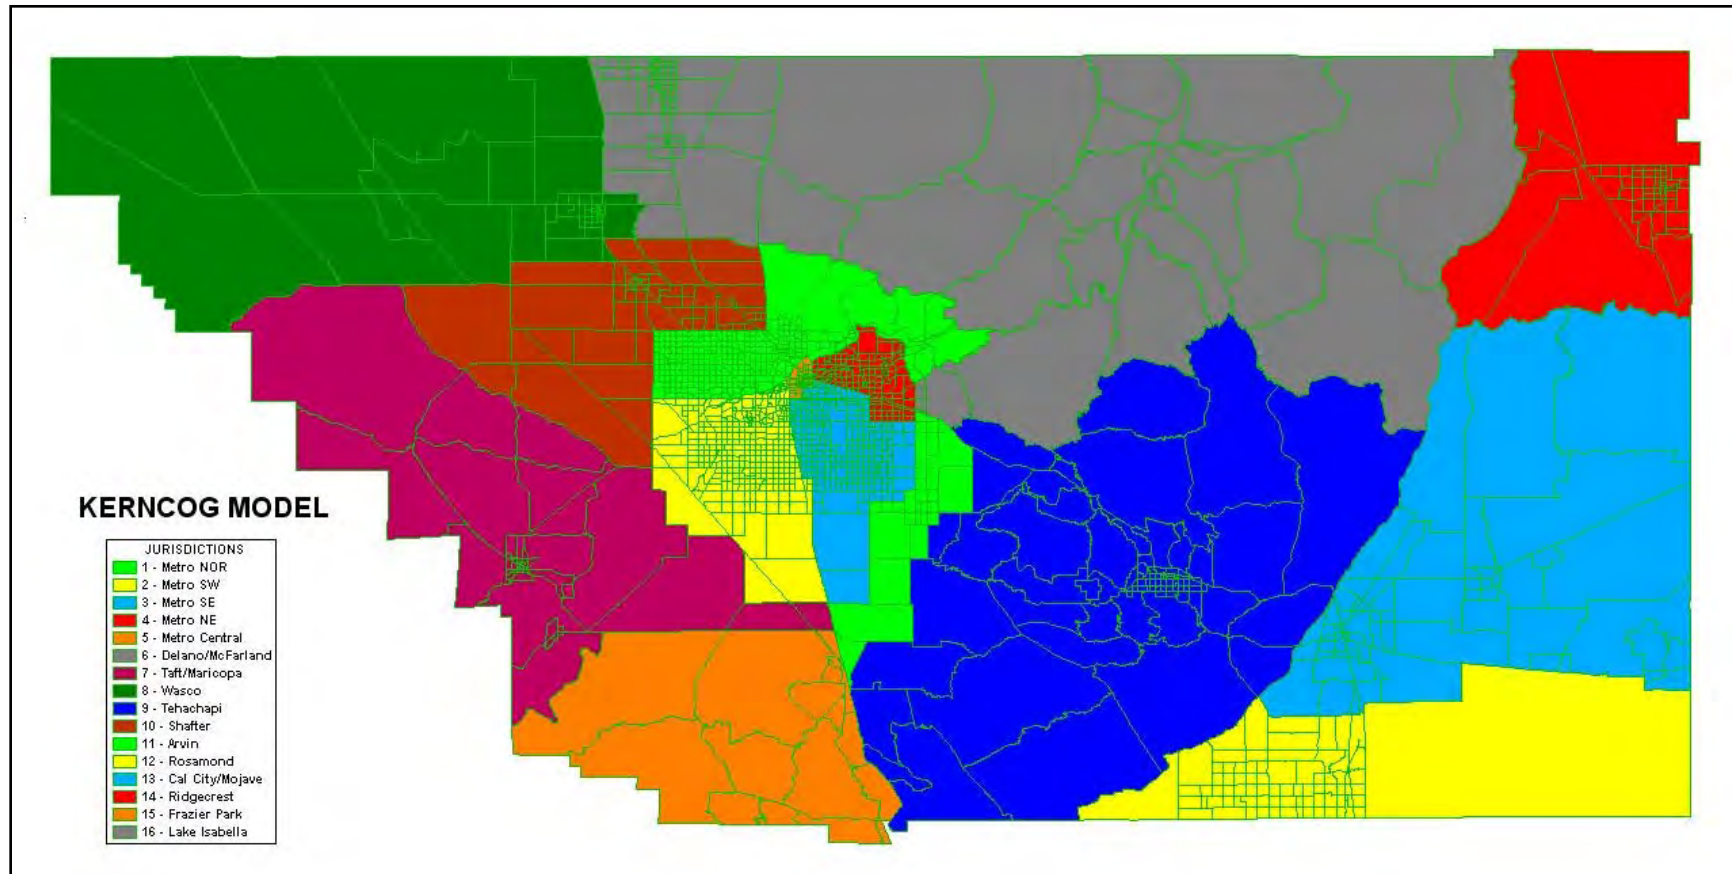 KERNCOG MODEL
JURISDICTIONS
1 - Metro NOR
2 - Metro SW
3 - Metro SE
4 - Metro NE
5 - Metro Central
6 - Delano/McFarland
7 - Taft/Maricopa
8 - Wasco
9 - Tehachapi
10 - Shafter
11 - Arvin
12 - Rosamond
13 - Cal City/Mojave
14 - Ridgecrest
15 - Frazier Park
16 - Lake Isabella